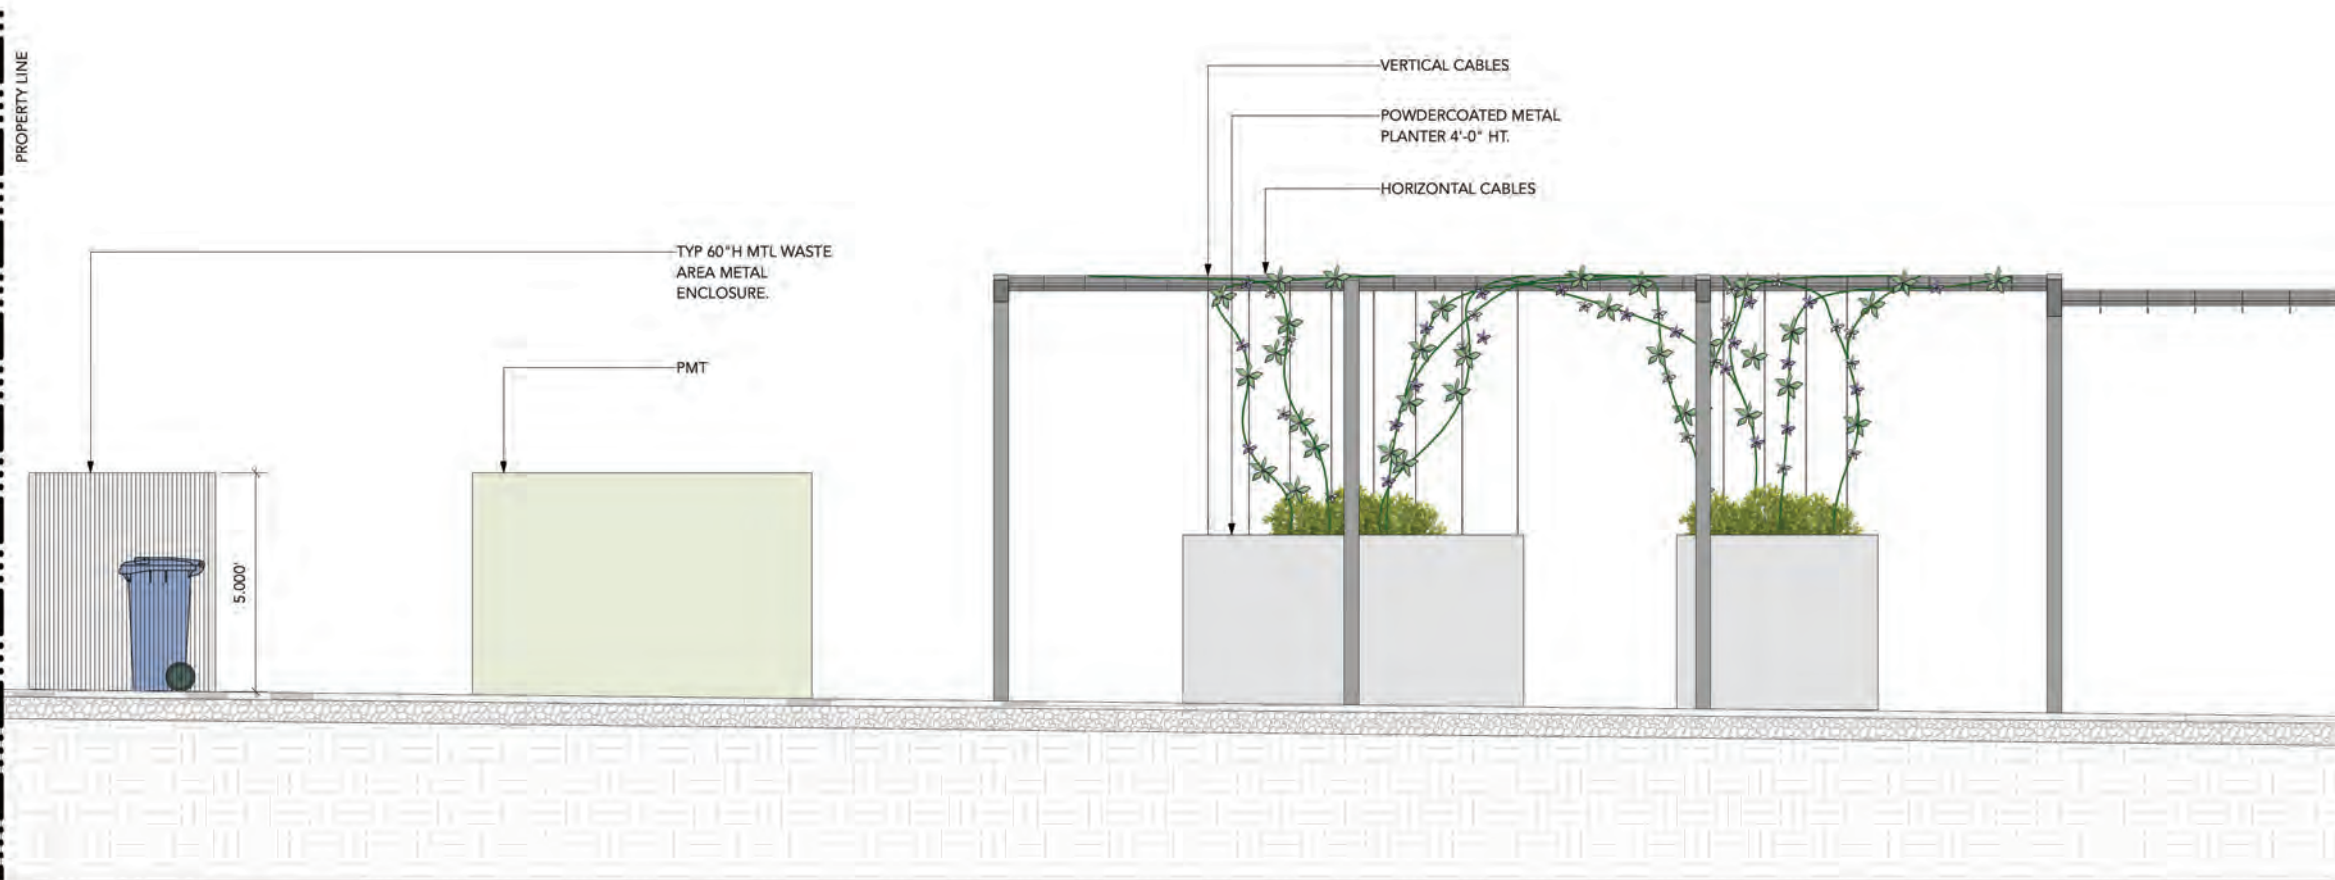 PROPERTY LINE
VERTICAL CABLES
POWDERCOATED METAL
PLANTER 4'-0" HT.
HORIZONTAL CABLES
TYP 60"H MTL WASTE
AREA METAL
ENCLOSURE.
PMT
5.000'